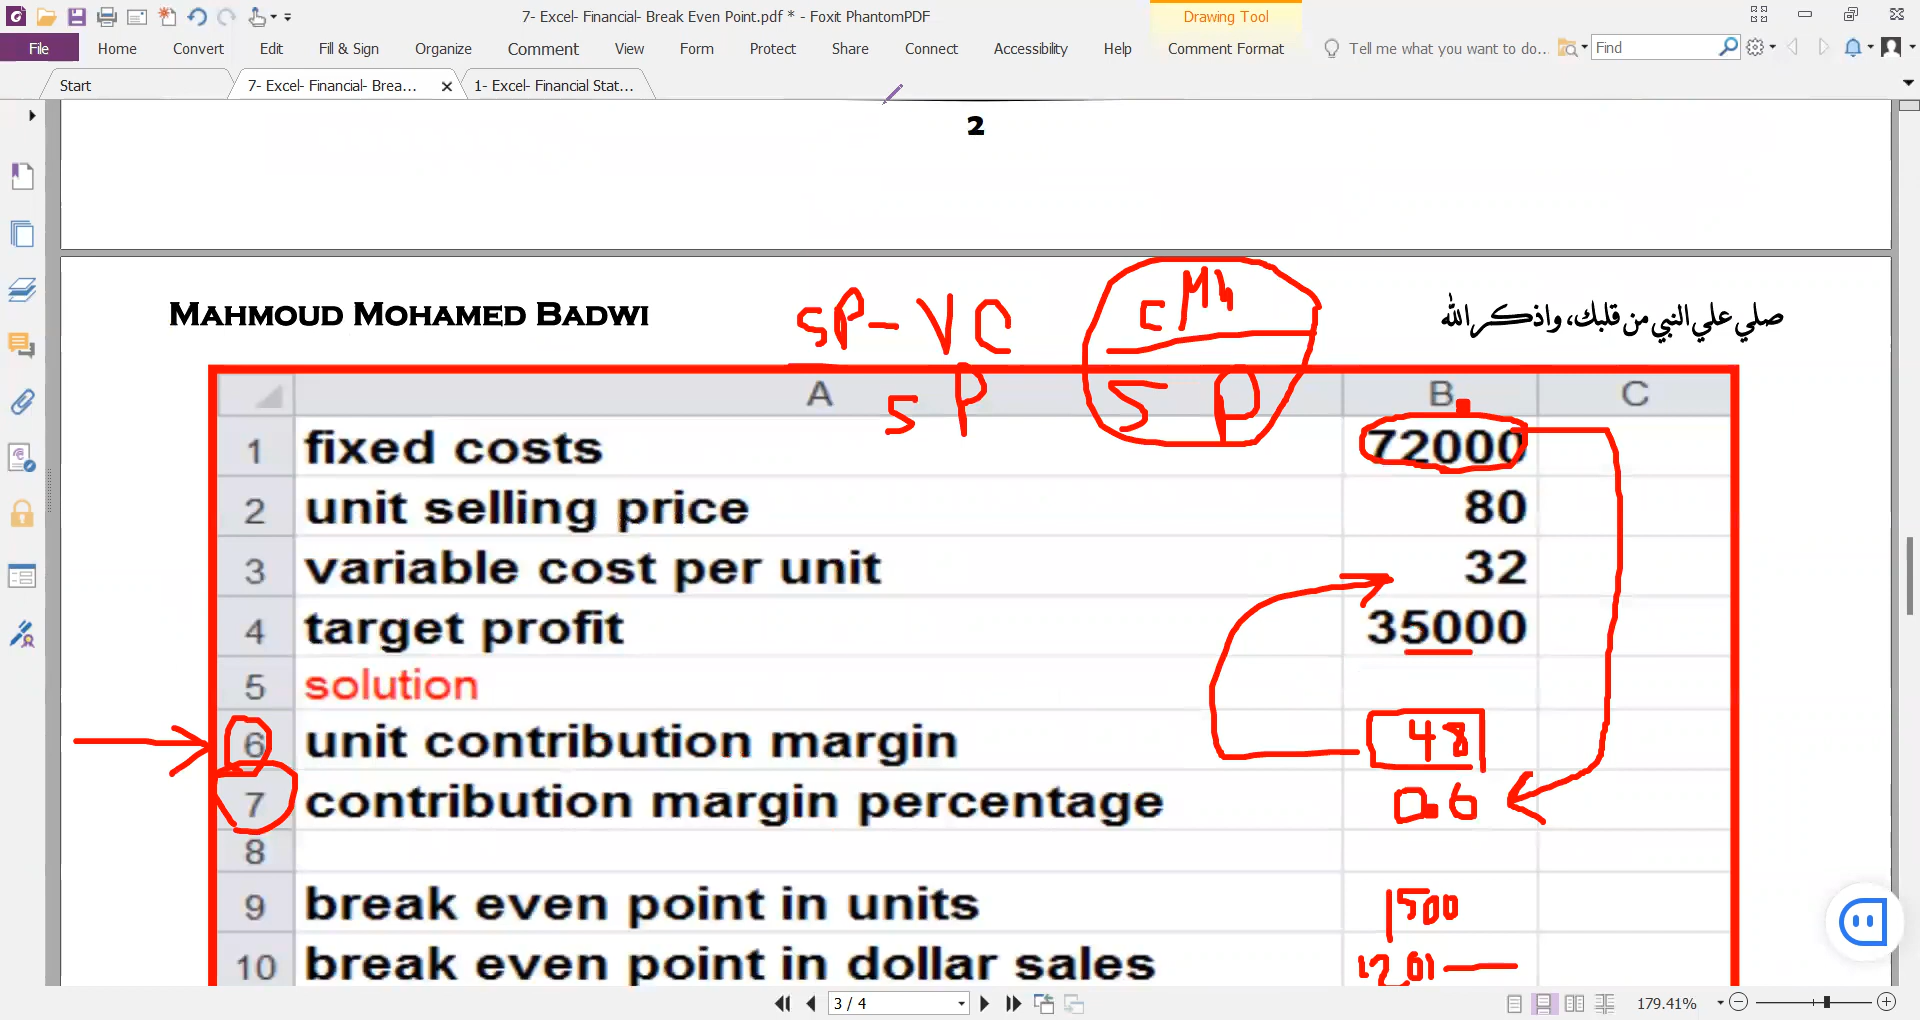 7- Excel- Financial- Break Even Point.pdf * - Foxit PhantomPDF
Drawing Tool
File Home Convert Edit Fill & Sign Organize Comment View Form Protect Share Connect Accessibility Help Comment Format Tell me what you want to do... Find
Start 7- Excel- Financial- Brea... 1- Excel- Financial Stat...
2
MAHMOUD MOHAMED BADWI
صلي علي النبي من قلبك، واذكر الله
SP-VC
SP
CM
SP
A B C
1 fixed costs 72000
2 unit selling price 80
3 variable cost per unit 32
4 target profit 35000
5 solution
6 unit contribution margin 48
7 contribution margin percentage 0.6
8
9 break even point in units 1500
10 break even point in dollar sales
3 / 4
179.41%